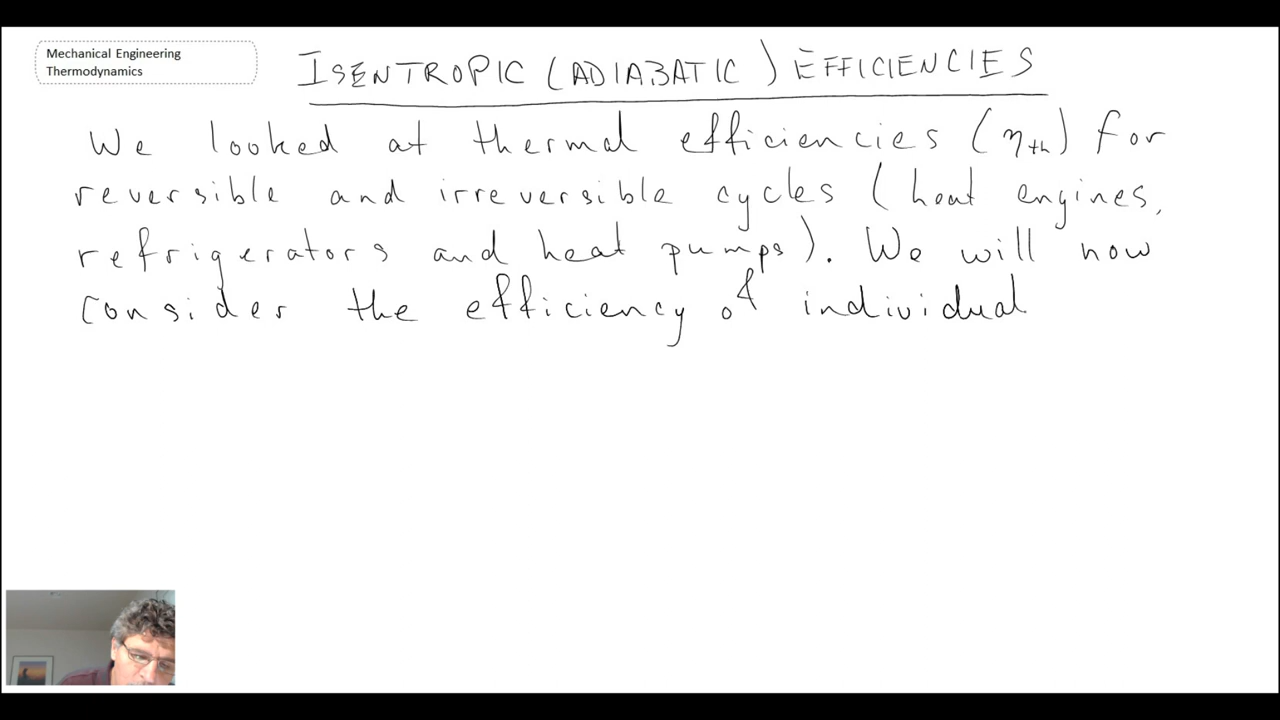 Mechanical Engineering
Thermodynamics
ISENTROPIC (ADIABATIC) EFFICIENCIES
We looked at thermal efficiencies (ηth) for
reversible and irreversible cycles (heat engines,
refrigerators and heat pumps). We will now
consider the efficiency of individual